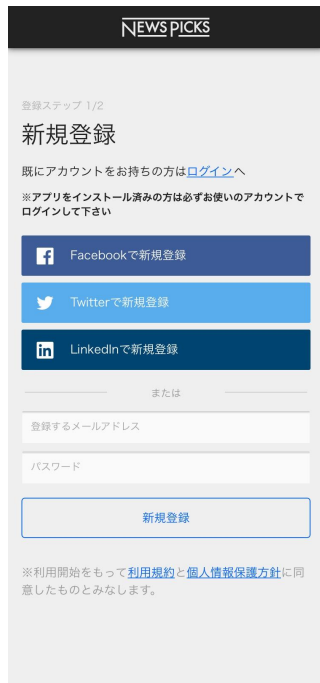 NEWSPICKS
登録ステップ 1/2
新規登録
既にアカウントをお持ちの方はログインへ
※アプリをインストール済みの方は必ずお使いのアカウントで
ログインして下さい
Facebookで新規登録
Twitterで新規登録
LinkedInで新規登録
または
登録するメールアドレス
パスワード
新規登録
※利用開始をもって利用規約と個人情報保護方針に同
意したものとみなします。